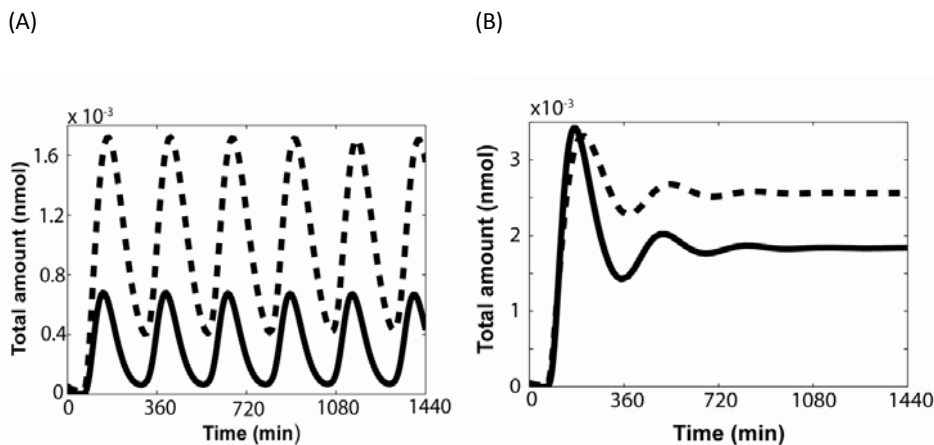 (A)
(B)
x 10-3
1.6
1.2
0.8
0.4
0
Total amount (nmol)
0 360 720 1080 1440
Time (min)
x10-3
3
2
1
0
Total amount (nmol)
0 360 720 1080 1440
Time (min)